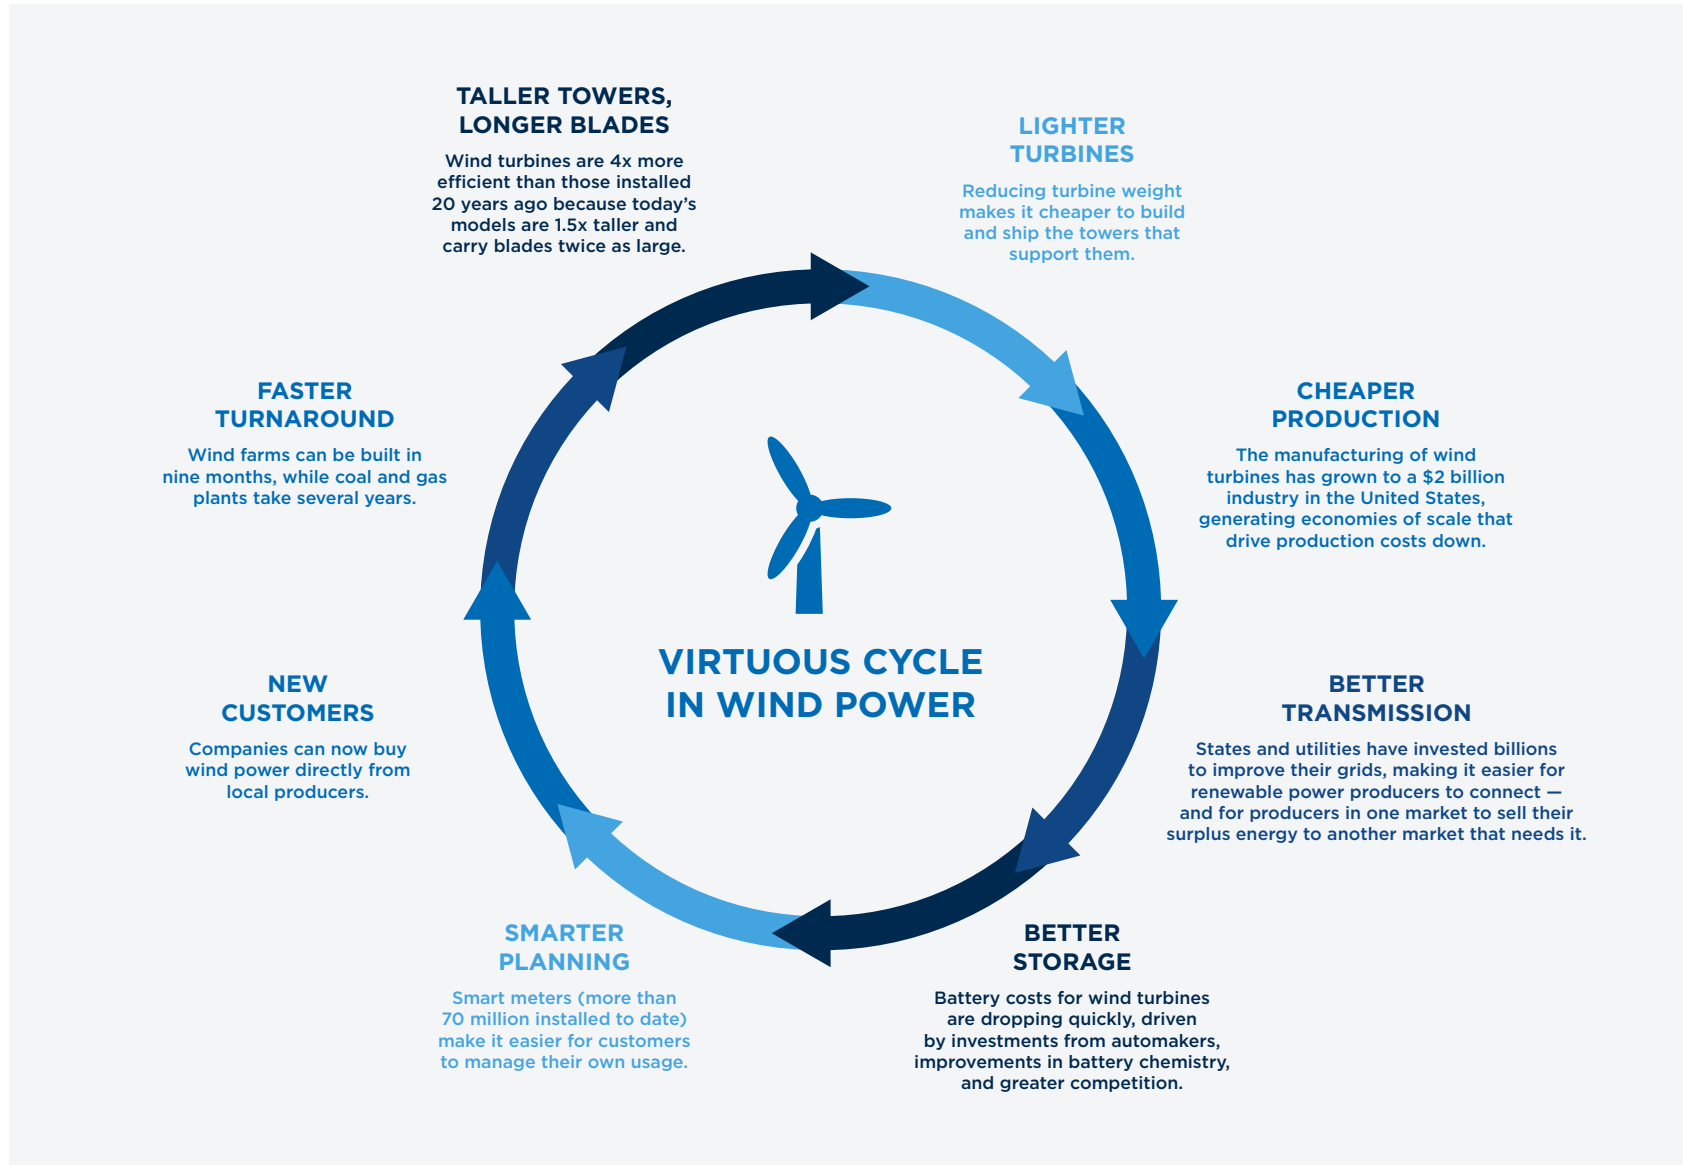 TALLER TOWERS,
LONGER BLADES
Wind turbines are 4x more
efficient than those installed
20 years ago because today’s
models are 1.5x taller and
carry blades twice as large.
LIGHTER
TURBINES
Reducing turbine weight
makes it cheaper to build
and ship the towers that
support them.
CHEAPER
PRODUCTION
The manufacturing of wind
turbines has grown to a $2 billion
industry in the United States,
generating economies of scale that
drive production costs down.
BETTER
TRANSMISSION
States and utilities have invested billions
to improve their grids, making it easier for
renewable power producers to connect —
and for producers in one market to sell their
surplus energy to another market that needs it.
BETTER
STORAGE
Battery costs for wind turbines
are dropping quickly, driven
by investments from automakers,
improvements in battery chemistry,
and greater competition.
SMARTER
PLANNING
Smart meters (more than
70 million installed to date)
make it easier for customers
to manage their own usage.
NEW
CUSTOMERS
Companies can now buy
wind power directly from
local producers.
FASTER
TURNAROUND
Wind farms can be built in
nine months, while coal and gas
plants take several years.
VIRTUOUS CYCLE
IN WIND POWER